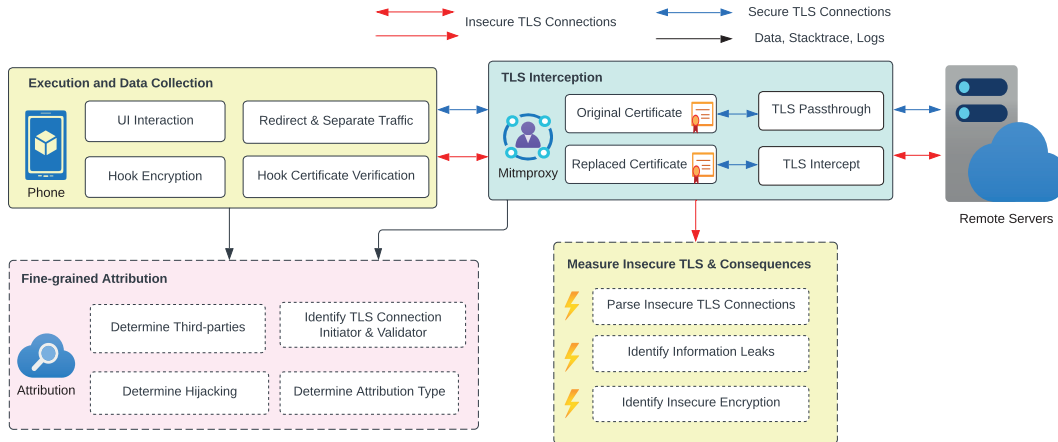 Insecure TLS Connections
Secure TLS Connections
Data, Stacktrace, Logs
Execution and Data Collection
Phone
UI Interaction
Redirect & Separate Traffic
Hook Encryption
Hook Certificate Verification
TLS Interception
Mitmproxy
Original Certificate
TLS Passthrough
Replaced Certificate
TLS Intercept
Remote Servers
Fine-grained Attribution
Attribution
Determine Third-parties
Identify TLS Connection
Initiator & Validator
Determine Hijacking
Determine Attribution Type
Measure Insecure TLS & Consequences
Parse Insecure TLS Connections
Identify Information Leaks
Identify Insecure Encryption